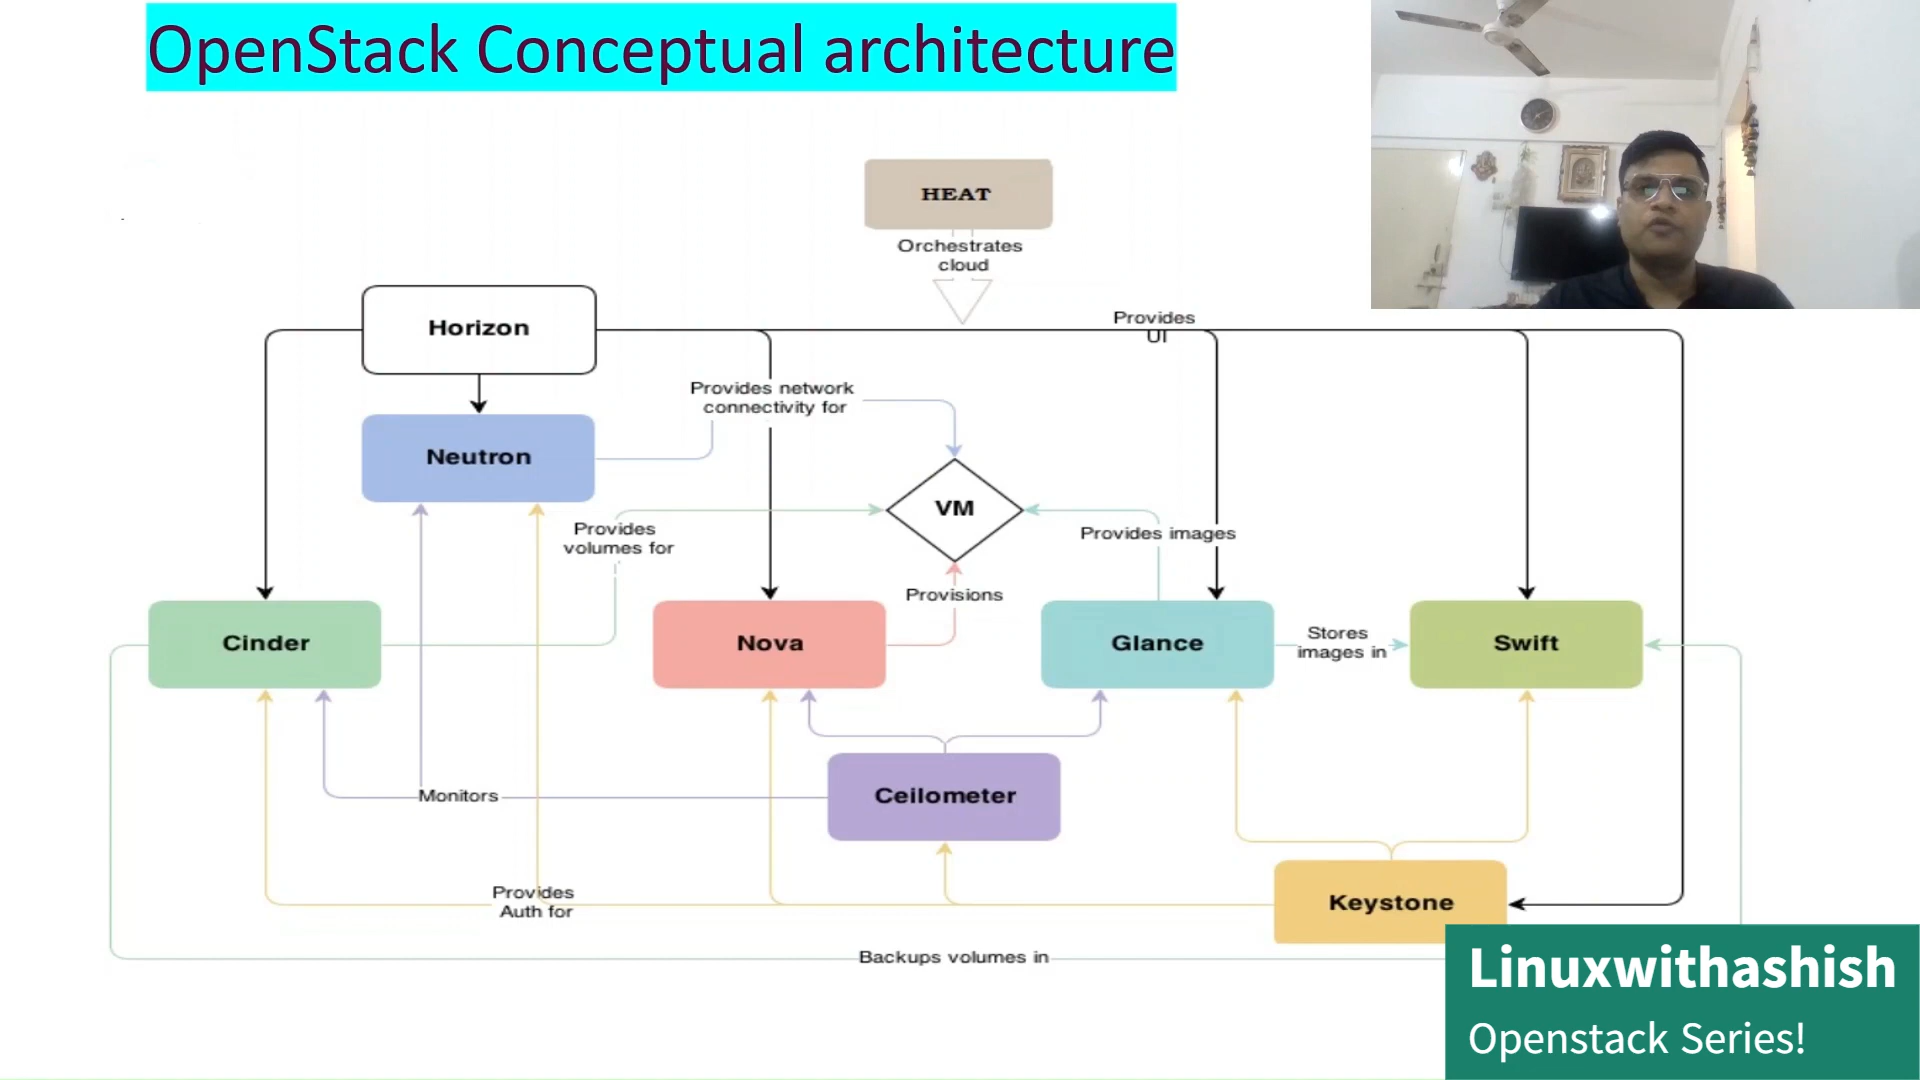 OpenStack Conceptual architecture
HEAT
Orchestrates
cloud
Horizon
Provides
UI
Provides network
connectivity for
Neutron
VM
Provides
volumes for
Provides images
Provisions
Cinder
Nova
Glance
Stores
images in
Swift
Ceilometer
Monitors
Provides
Auth for
Keystone
Backups volumes in
Linuxwithashish
Openstack Series!